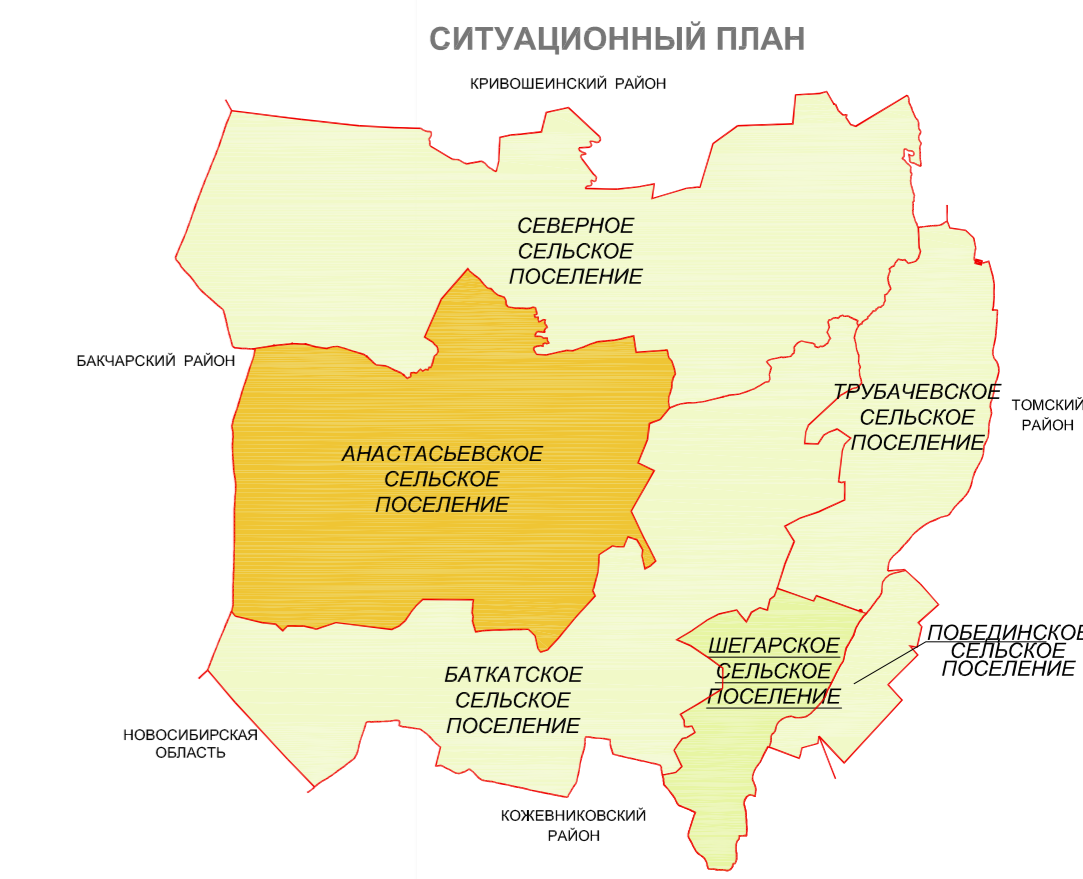 СИТУАЦИОННЫЙ ПЛАН
КРИВОШЕИНСКИЙ РАЙОН
СЕВЕРНОЕ
СЕЛЬСКОЕ
ПОСЕЛЕНИЕ
БАКЧАРСКИЙ РАЙОН
ТРУБАЧЕВСКОЕ
СЕЛЬСКОЕ
ПОСЕЛЕНИЕ
ТОМСКИЙ
РАЙОН
АНАСТАСЬЕВСКОЕ
СЕЛЬСКОЕ
ПОСЕЛЕНИЕ
ШЕГАРСКОЕ
СЕЛЬСКОЕ
ПОСЕЛЕНИЕ
ПОБЕДИНСКОЕ
СЕЛЬСКОЕ
ПОСЕЛЕНИЕ
БАТКАТСКОЕ
СЕЛЬСКОЕ
ПОСЕЛЕНИЕ
НОВОСИБИРСКАЯ
ОБЛАСТЬ
КОЖЕВНИКОВСКИЙ
РАЙОН